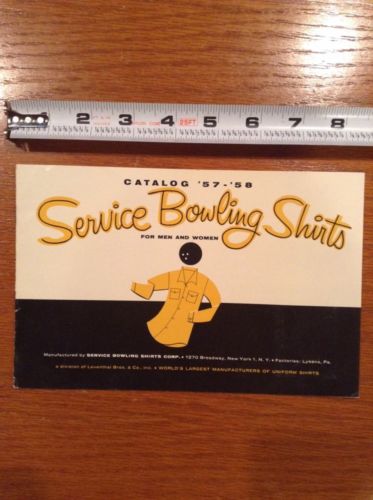 1 2 3 4 5 6 7 8
25FT
CATALOG '57-'58
Service Bowling Shirts
FOR MEN AND WOMEN
Manufactured by SERVICE BOWLING SHIRTS CORP. • 1270 Broadway, New York 1, N. Y. • Factories: Lykens, Pa.
a division of Leventhal Bros. & Co., Inc. • WORLD'S LARGEST MANUFACTURERS OF UNIFORM SHIRTS